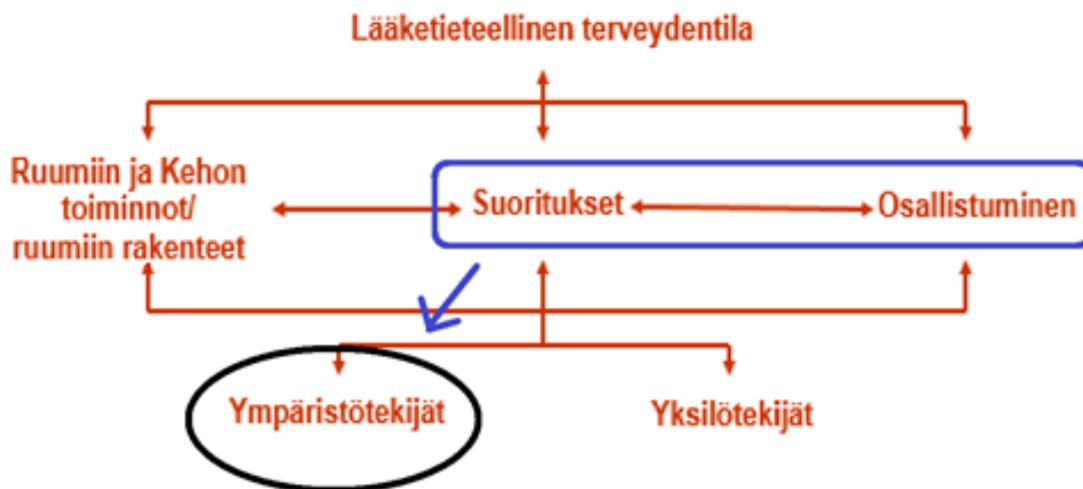 Lääketieteellinen terveydentila
Ruumiin ja Kehon
toiminnot/
ruumiin rakenteet
Suoritukset
Osallistuminen
Ympäristötekijät
Yksilötekijät